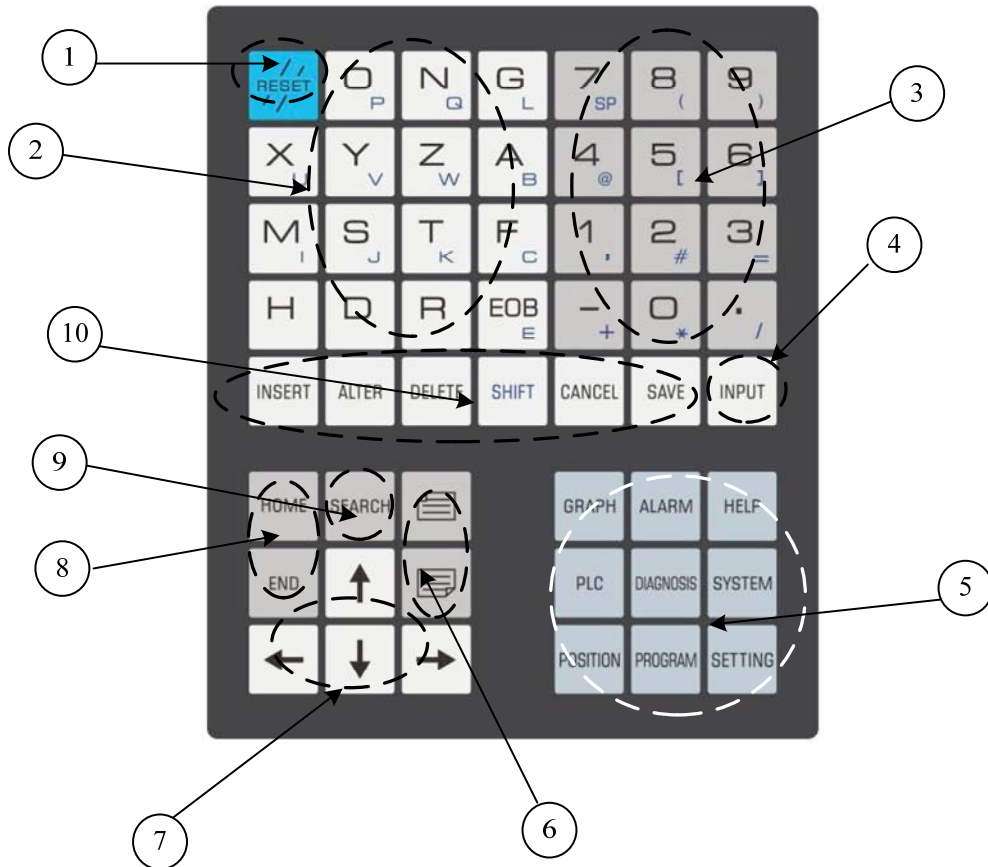 1
RESET O P N Q G L 7 SP 8 ( 9 )
3
2
X U Y V Z W A B 4 @ 5 [ 6 ]
M I S J T K F C 1 , 2 # 3 =
4
H D R EOB E - + 0 * . /
10
INSERT ALTER DELETE SHIFT CANCEL SAVE INPUT
9
HOME SEARCH GRAPH ALARM HELP
8
END PLC DIAGNOSIS SYSTEM
5
POSITION PROGRAM SETTING
7
6